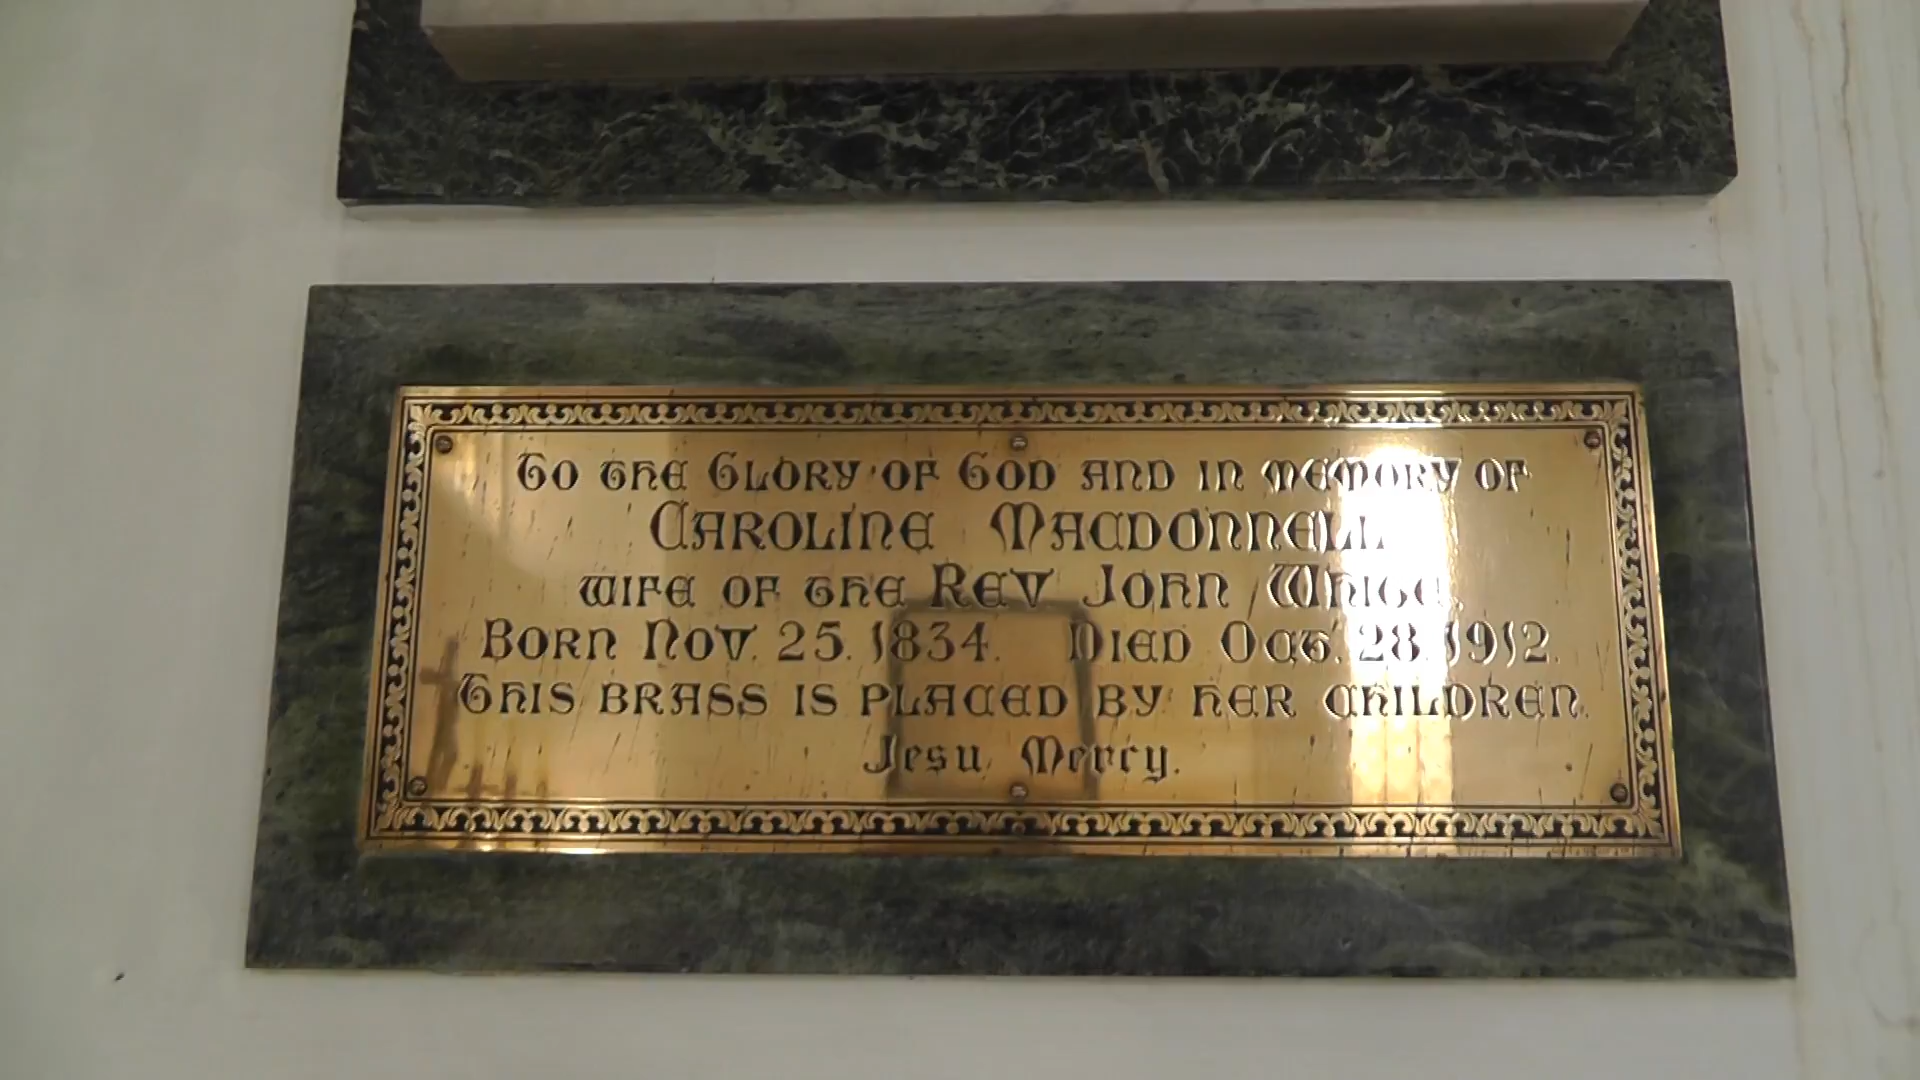 To the Glory of God and in memory of
Caroline Macdonnell
wife of the Rev John White.
Born Nov. 25. 1834. Died Oct. 28. 1912.
This brass is placed by her children.
Jesu Mercy.